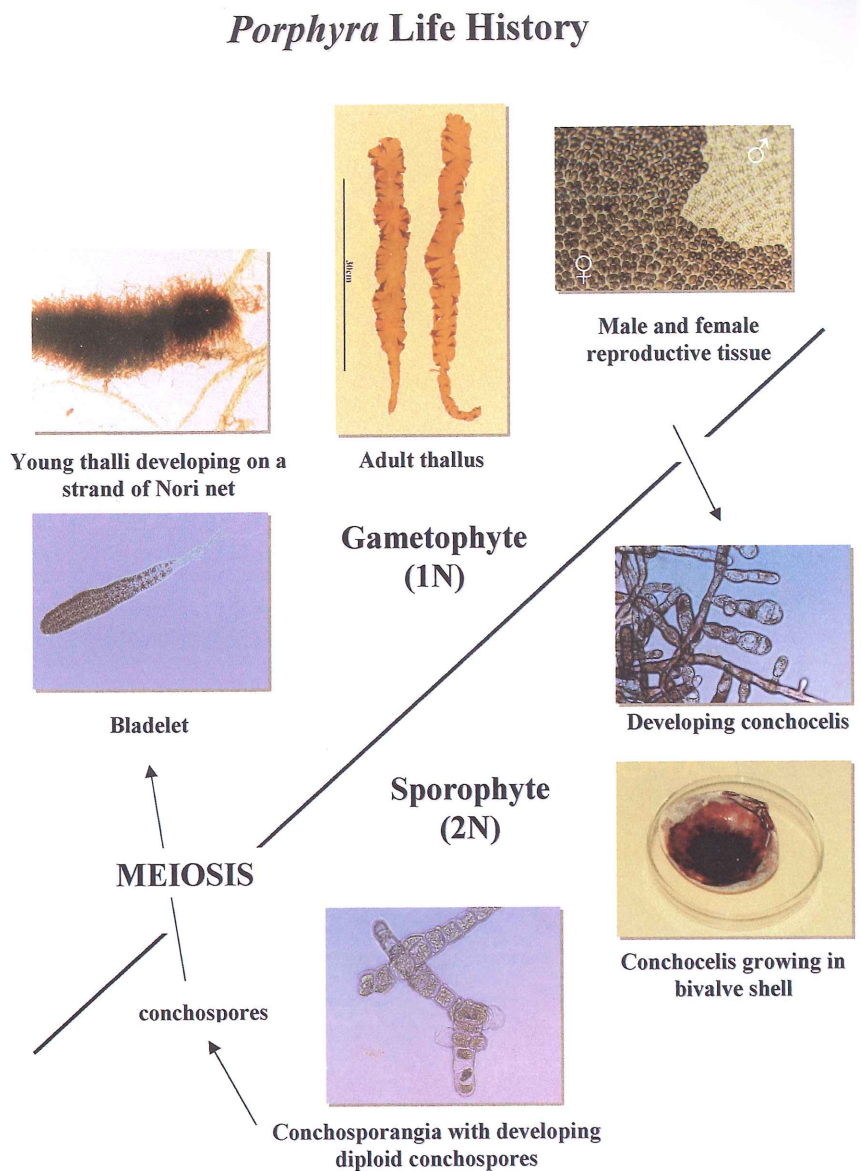 Porphyra Life History
30cm
♂
♀
Male and female
reproductive tissue
Young thalli developing on a
strand of Nori net
Adult thallus
Gametophyte
(1N)
Bladelet
Developing conchocelis
Sporophyte
(2N)
MEIOSIS
Conchocelis growing in
bivalve shell
conchospores
Conchosporangia with developing
diploid conchospores